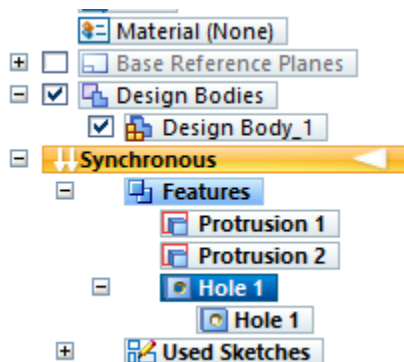 Material (None)
Base Reference Planes
Design Bodies
Design Body_1
Synchronous
Features
Protrusion 1
Protrusion 2
Hole 1
Hole 1
Used Sketches